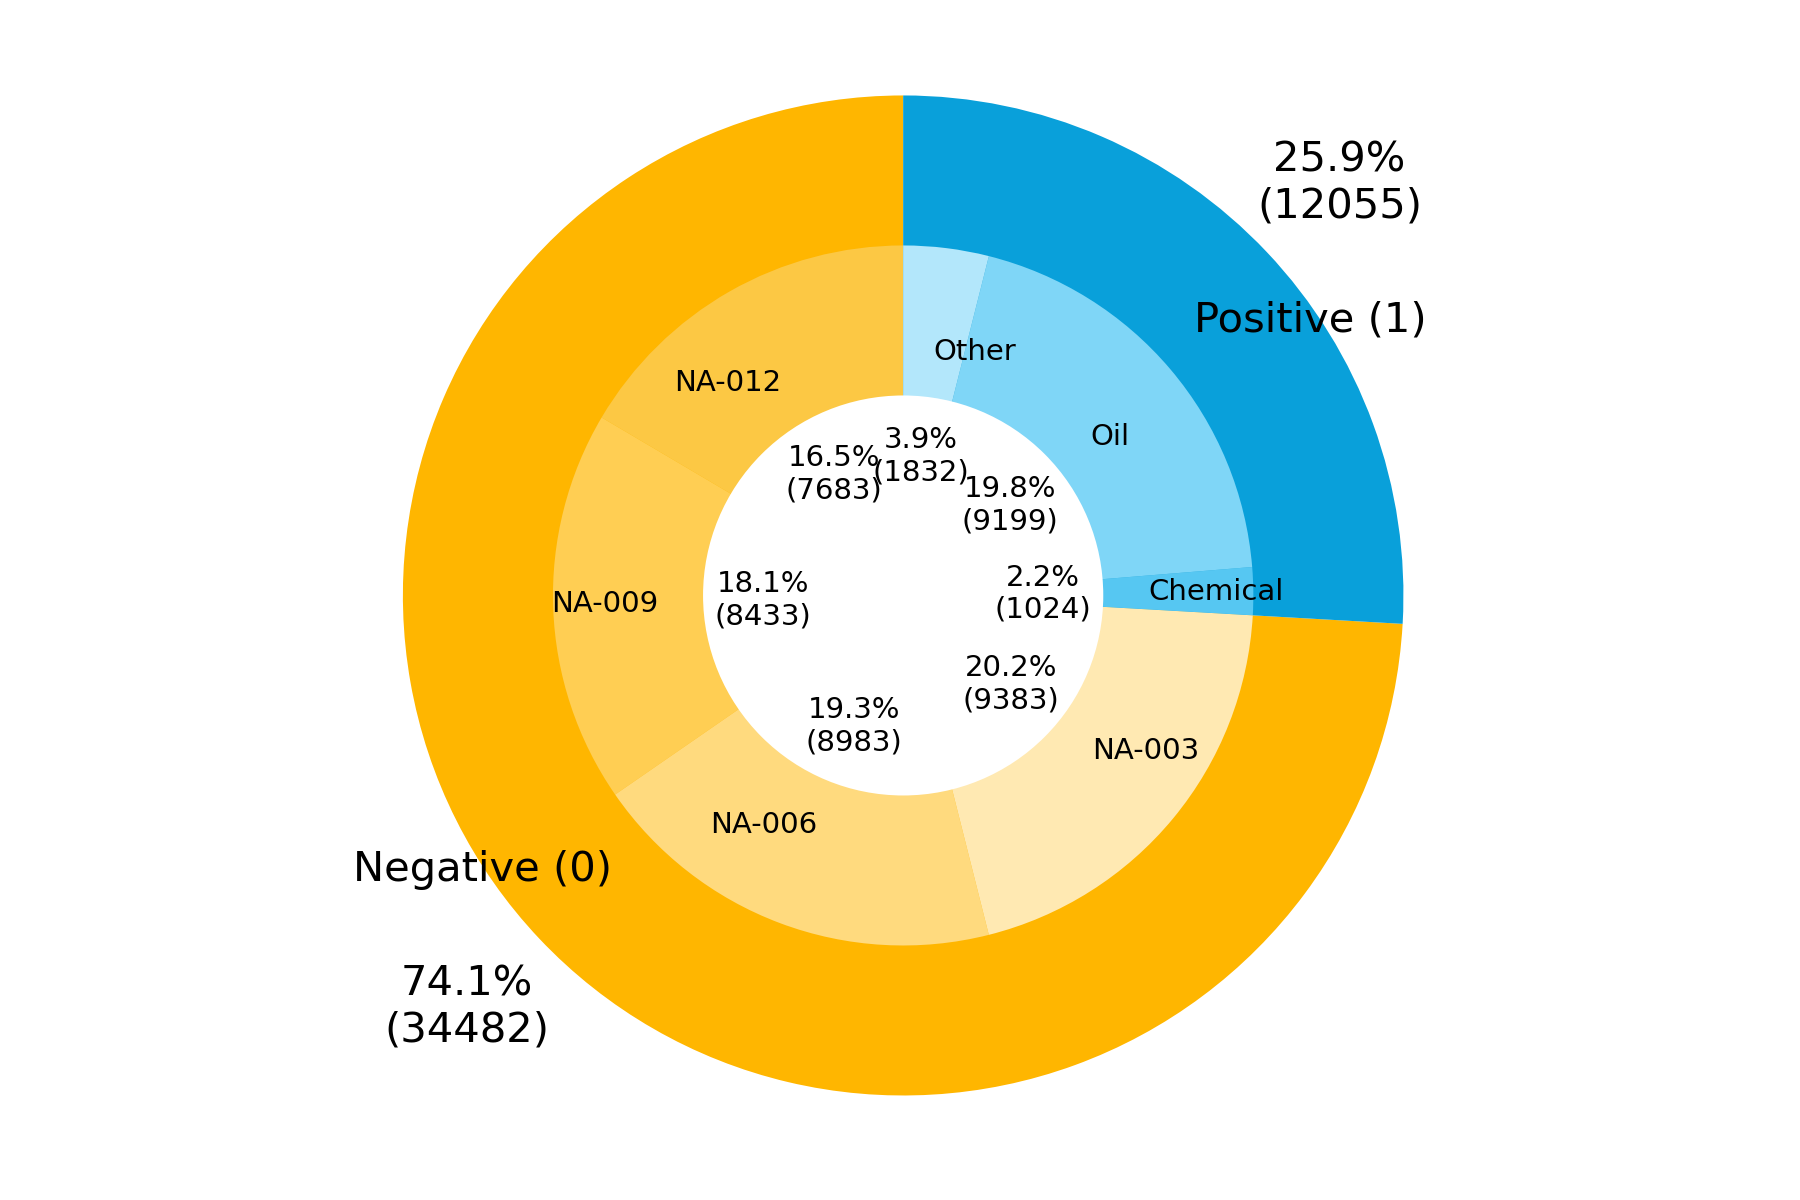 25.9%
(12055)
Positive (1)
Other
Oil
Chemical
NA-012
NA-009
NA-006
NA-003
3.9%
(1832)
16.5%
(7683)
19.8%
(9199)
18.1%
(8433)
2.2%
(1024)
20.2%
(9383)
19.3%
(8983)
Negative (0)
74.1%
(34482)